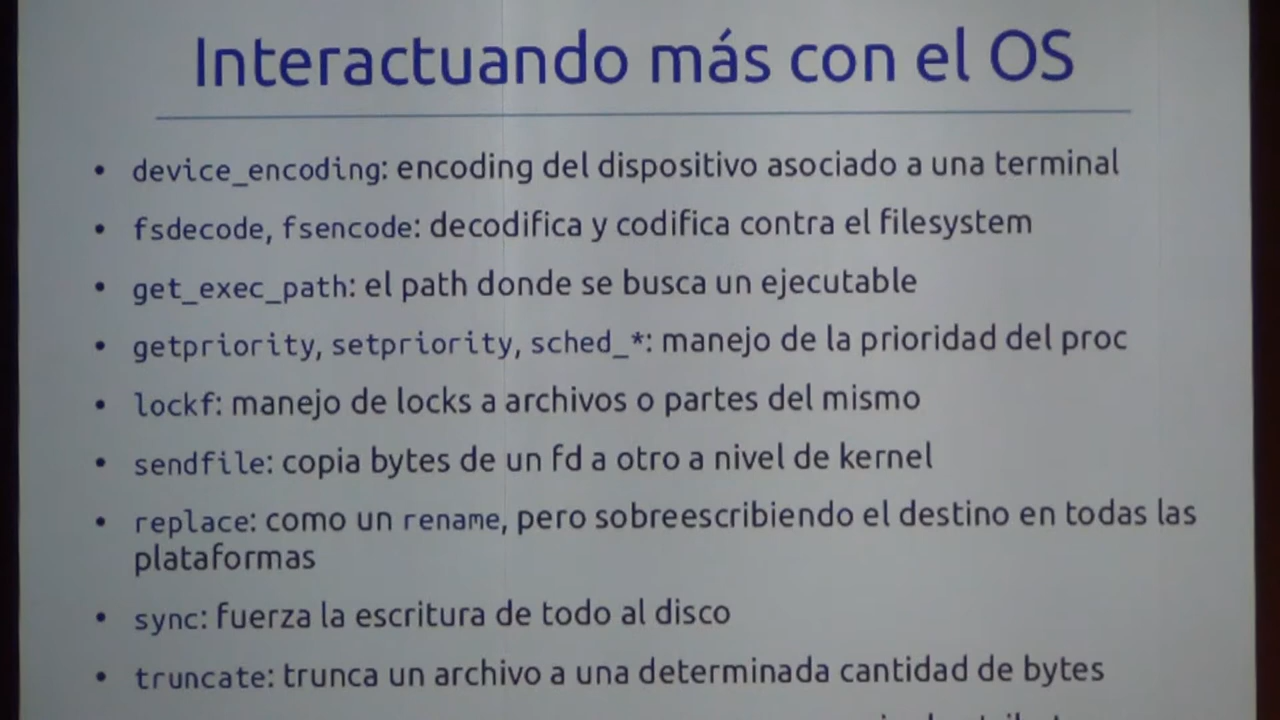 Interactuando más con el OS
• device_encoding: encoding del dispositivo asociado a una terminal
• fsdecode, fsencode: decodifica y codifica contra el filesystem
• get_exec_path: el path donde se busca un ejecutable
• getpriority, setpriority, sched_*: manejo de la prioridad del proc
• lockf: manejo de locks a archivos o partes del mismo
• sendfile: copia bytes de un fd a otro a nivel de kernel
• replace: como un rename, pero sobreescribiendo el destino en todas las
plataformas
• sync: fuerza la escritura de todo al disco
• truncate: trunca un archivo a una determinada cantidad de bytes